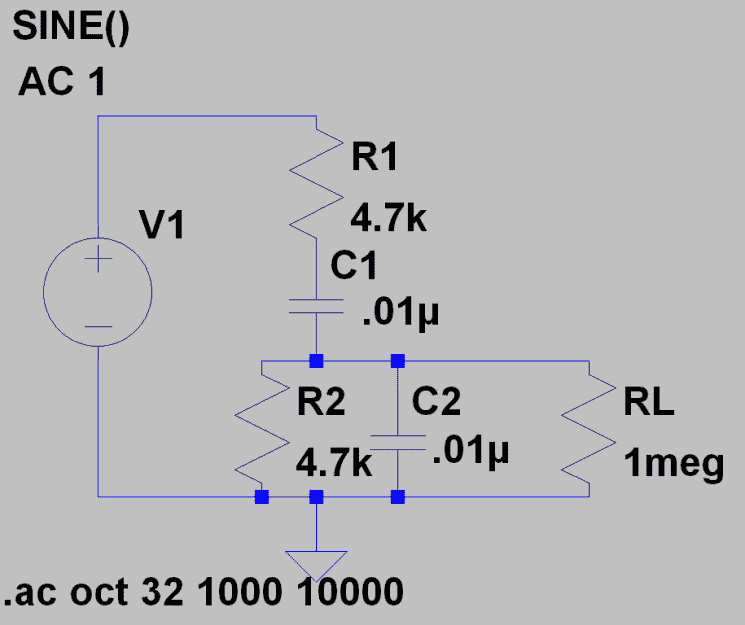 SINE()
AC 1
R1
4.7k
V1
C1
.01µ
R2
C2
RL
4.7k
.01µ
1meg
.ac oct 32 1000 10000